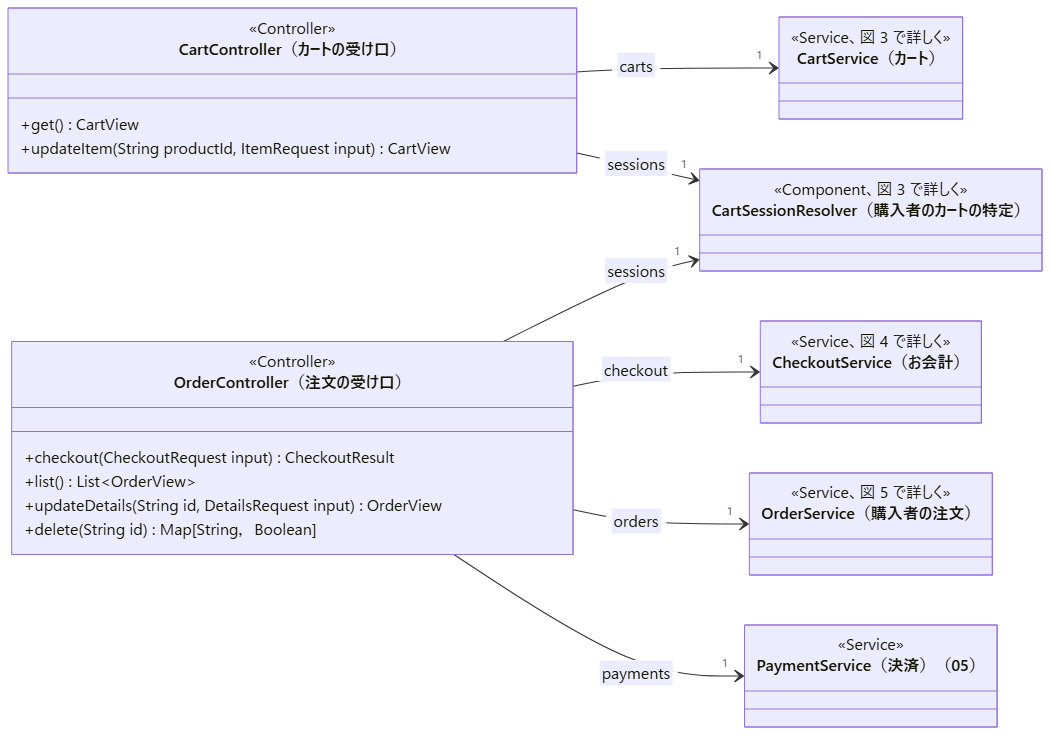 «Controller»
CartController（カートの受け口）
+get() : CartView
+updateItem(String productId, ItemRequest input) : CartView
carts
1
«Service、図 3 で詳しく»
CartService（カート）
sessions
1
«Component、図 3 で詳しく»
CartSessionResolver（購入者のカートの特定）
sessions
1
«Controller»
OrderController（注文の受け口）
+checkout(CheckoutRequest input) : CheckoutResult
+list() : List<OrderView>
+updateDetails(String id, DetailsRequest input) : OrderView
+delete(String id) : Map[String，Boolean]
checkout
1
«Service、図 4 で詳しく»
CheckoutService（お会計）
orders
1
«Service、図 5 で詳しく»
OrderService（購入者の注文）
payments
1
«Service»
PaymentService（決済）（05）